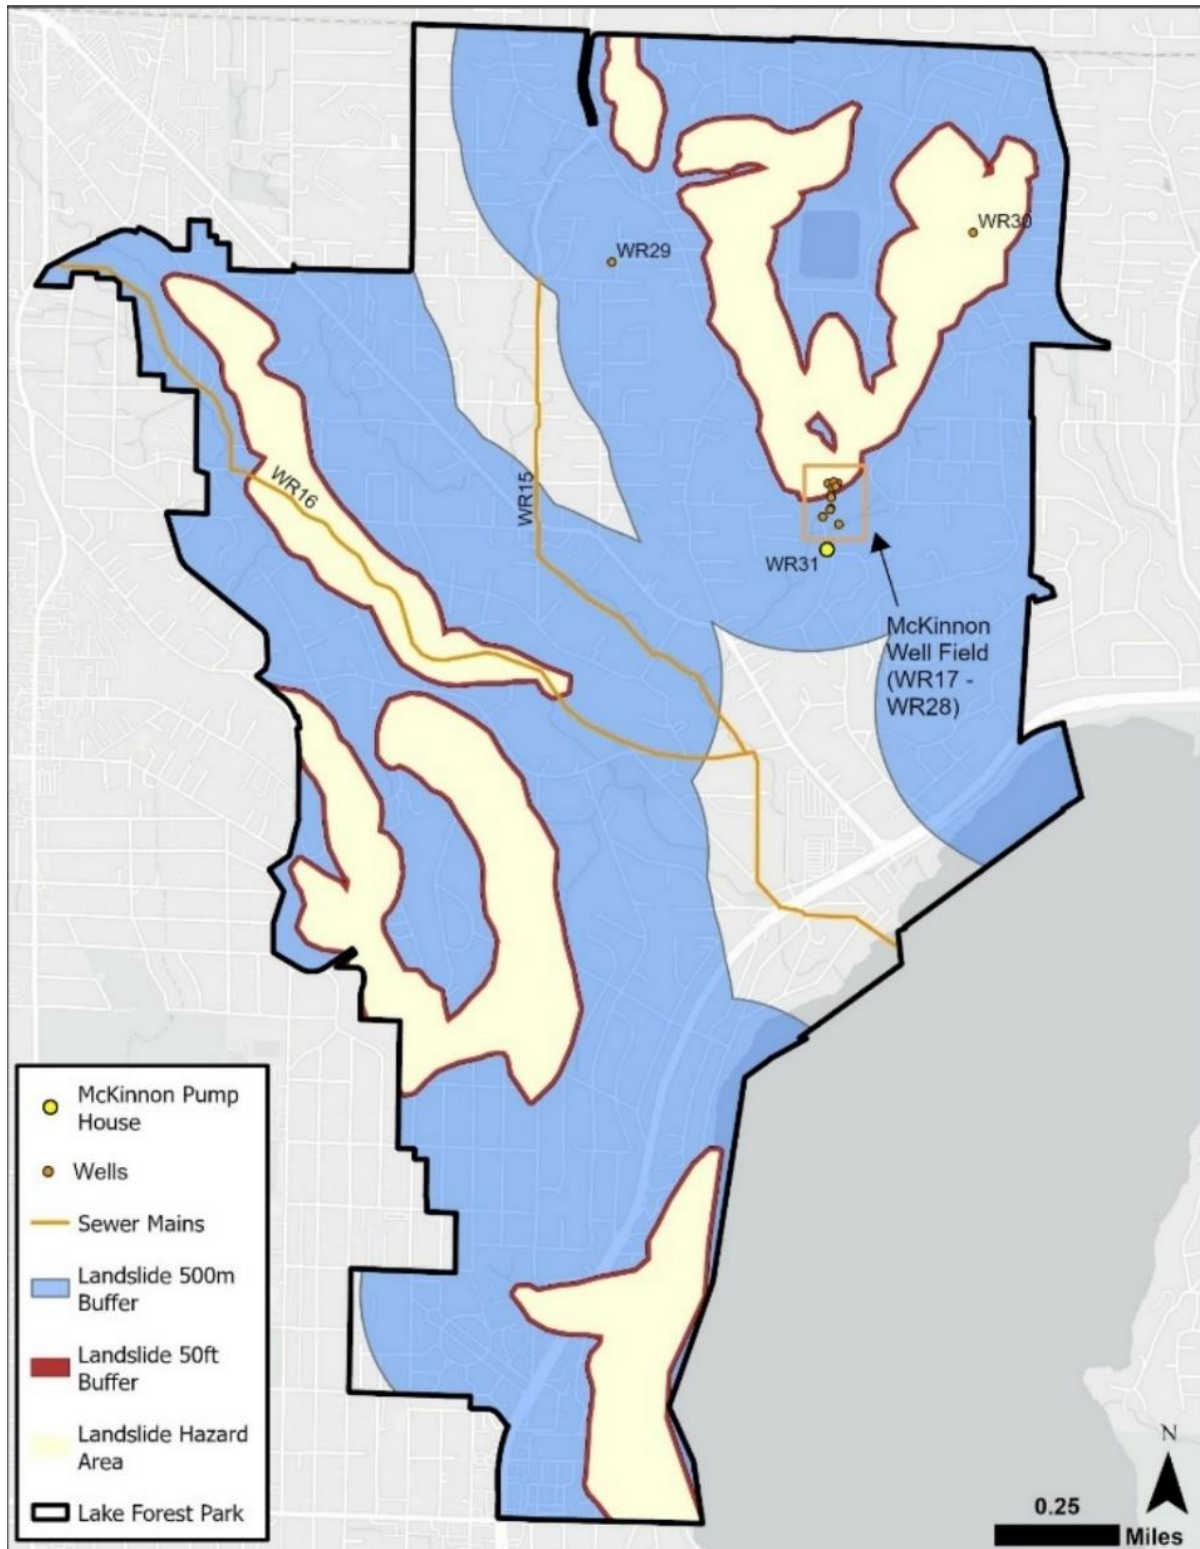 WR30
WR29
WR16
WR15
WR31
McKinnon
Well Field
(WR17 -
WR28)
McKinnon Pump
House
Wells
Sewer Mains
Landslide 500m
Buffer
Landslide 50ft
Buffer
Landslide Hazard
Area
Lake Forest Park
N
0.25
Miles